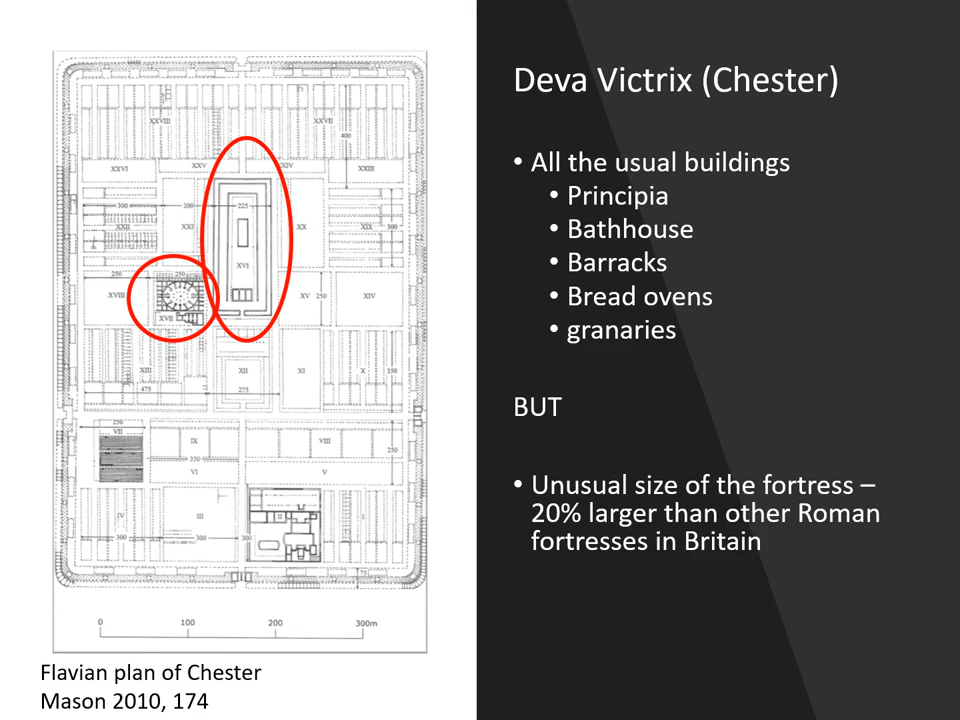 XXVIII
XXVII
400
XXVI
XXV
XXIV
XXIII
300
200
225
XXII
XXI
XX
XIX
300
XVI
250
250
XVIII
XV
250
XIV
XVII
XIII
XII
XI
X
350
475
275
250
VII
IX
VIII
250
350
VI
V
IV
III
II
I
300
300
300
75
0
100
200
300m
Flavian plan of Chester
Mason 2010, 174
Deva Victrix (Chester)
• All the usual buildings
• Principia
• Bathhouse
• Barracks
• Bread ovens
• granaries
BUT
• Unusual size of the fortress –
20% larger than other Roman
fortresses in Britain